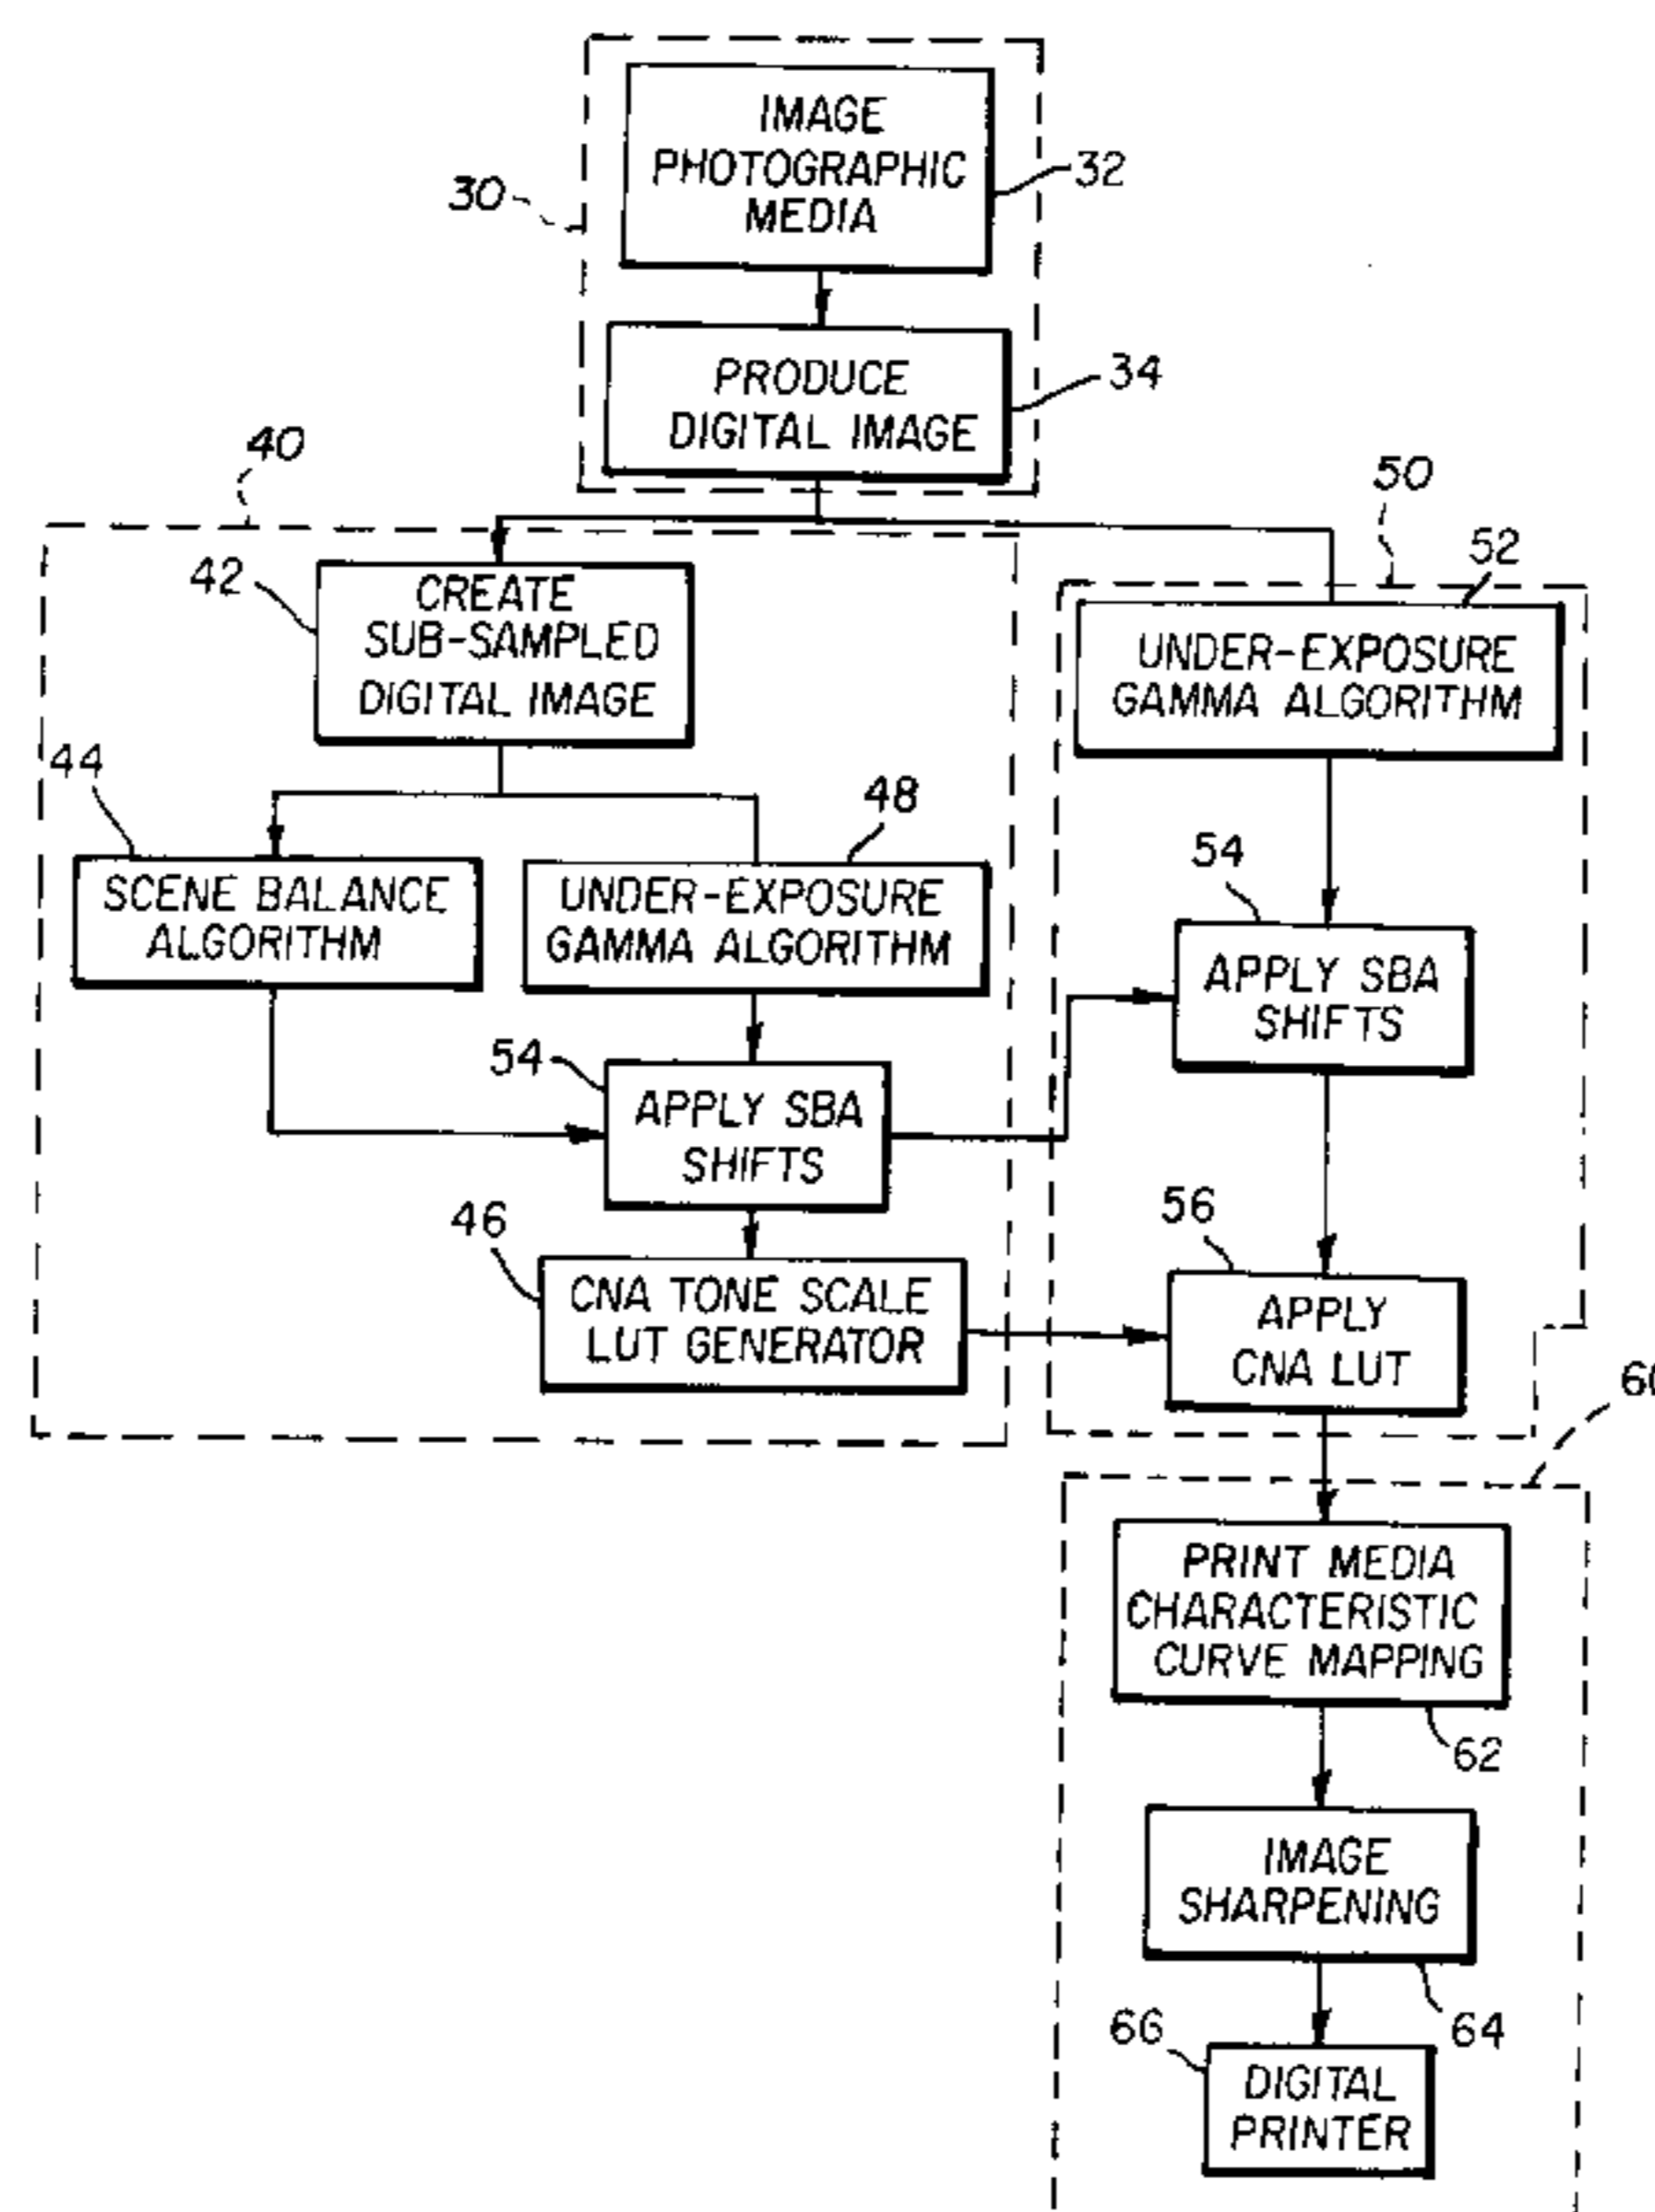 IMAGE
PHOTOGRAPHIC
MEDIA
32
30
PRODUCE
DIGITAL IMAGE
34
40
50
42
CREATE
SUB-SAMPLED
DIGITAL IMAGE
52
UNDER-EXPOSURE
GAMMA ALGORITHM
44
SCENE BALANCE
ALGORITHM
48
UNDER-EXPOSURE
GAMMA ALGORITHM
54
APPLY SBA
SHIFTS
54
APPLY SBA
SHIFTS
46
CNA TONE SCALE
LUT GENERATOR
56
APPLY
CNA LUT
60
PRINT MEDIA
CHARACTERISTIC
CURVE MAPPING
62
IMAGE
SHARPENING
64
66
DIGITAL
PRINTER